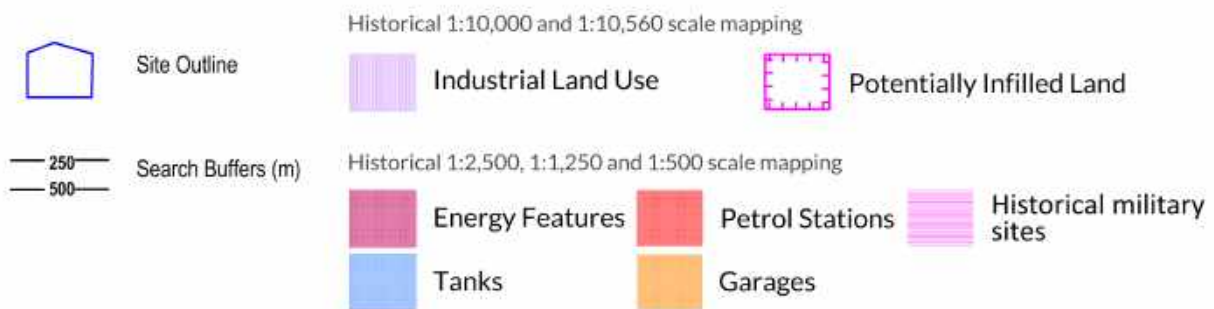 Historical 1:10,000 and 1:10,560 scale mapping
Site Outline
Industrial Land Use
Potentially Infilled Land
250
500
Search Buffers (m)
Historical 1:2,500, 1:1,250 and 1:500 scale mapping
Energy Features
Petrol Stations
Historical military
sites
Tanks
Garages